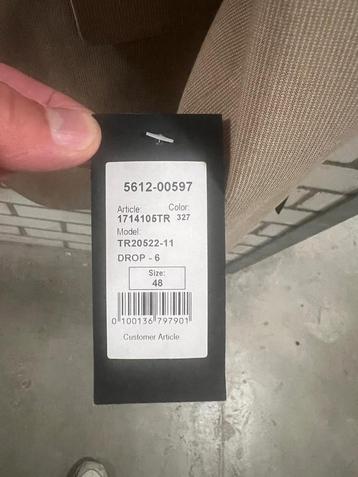 5612-00597
Article: Color:
1714105TR 327
Model:
TR20522-11
DROP - 6
Size:
48
0 100136 797901
Customer Article